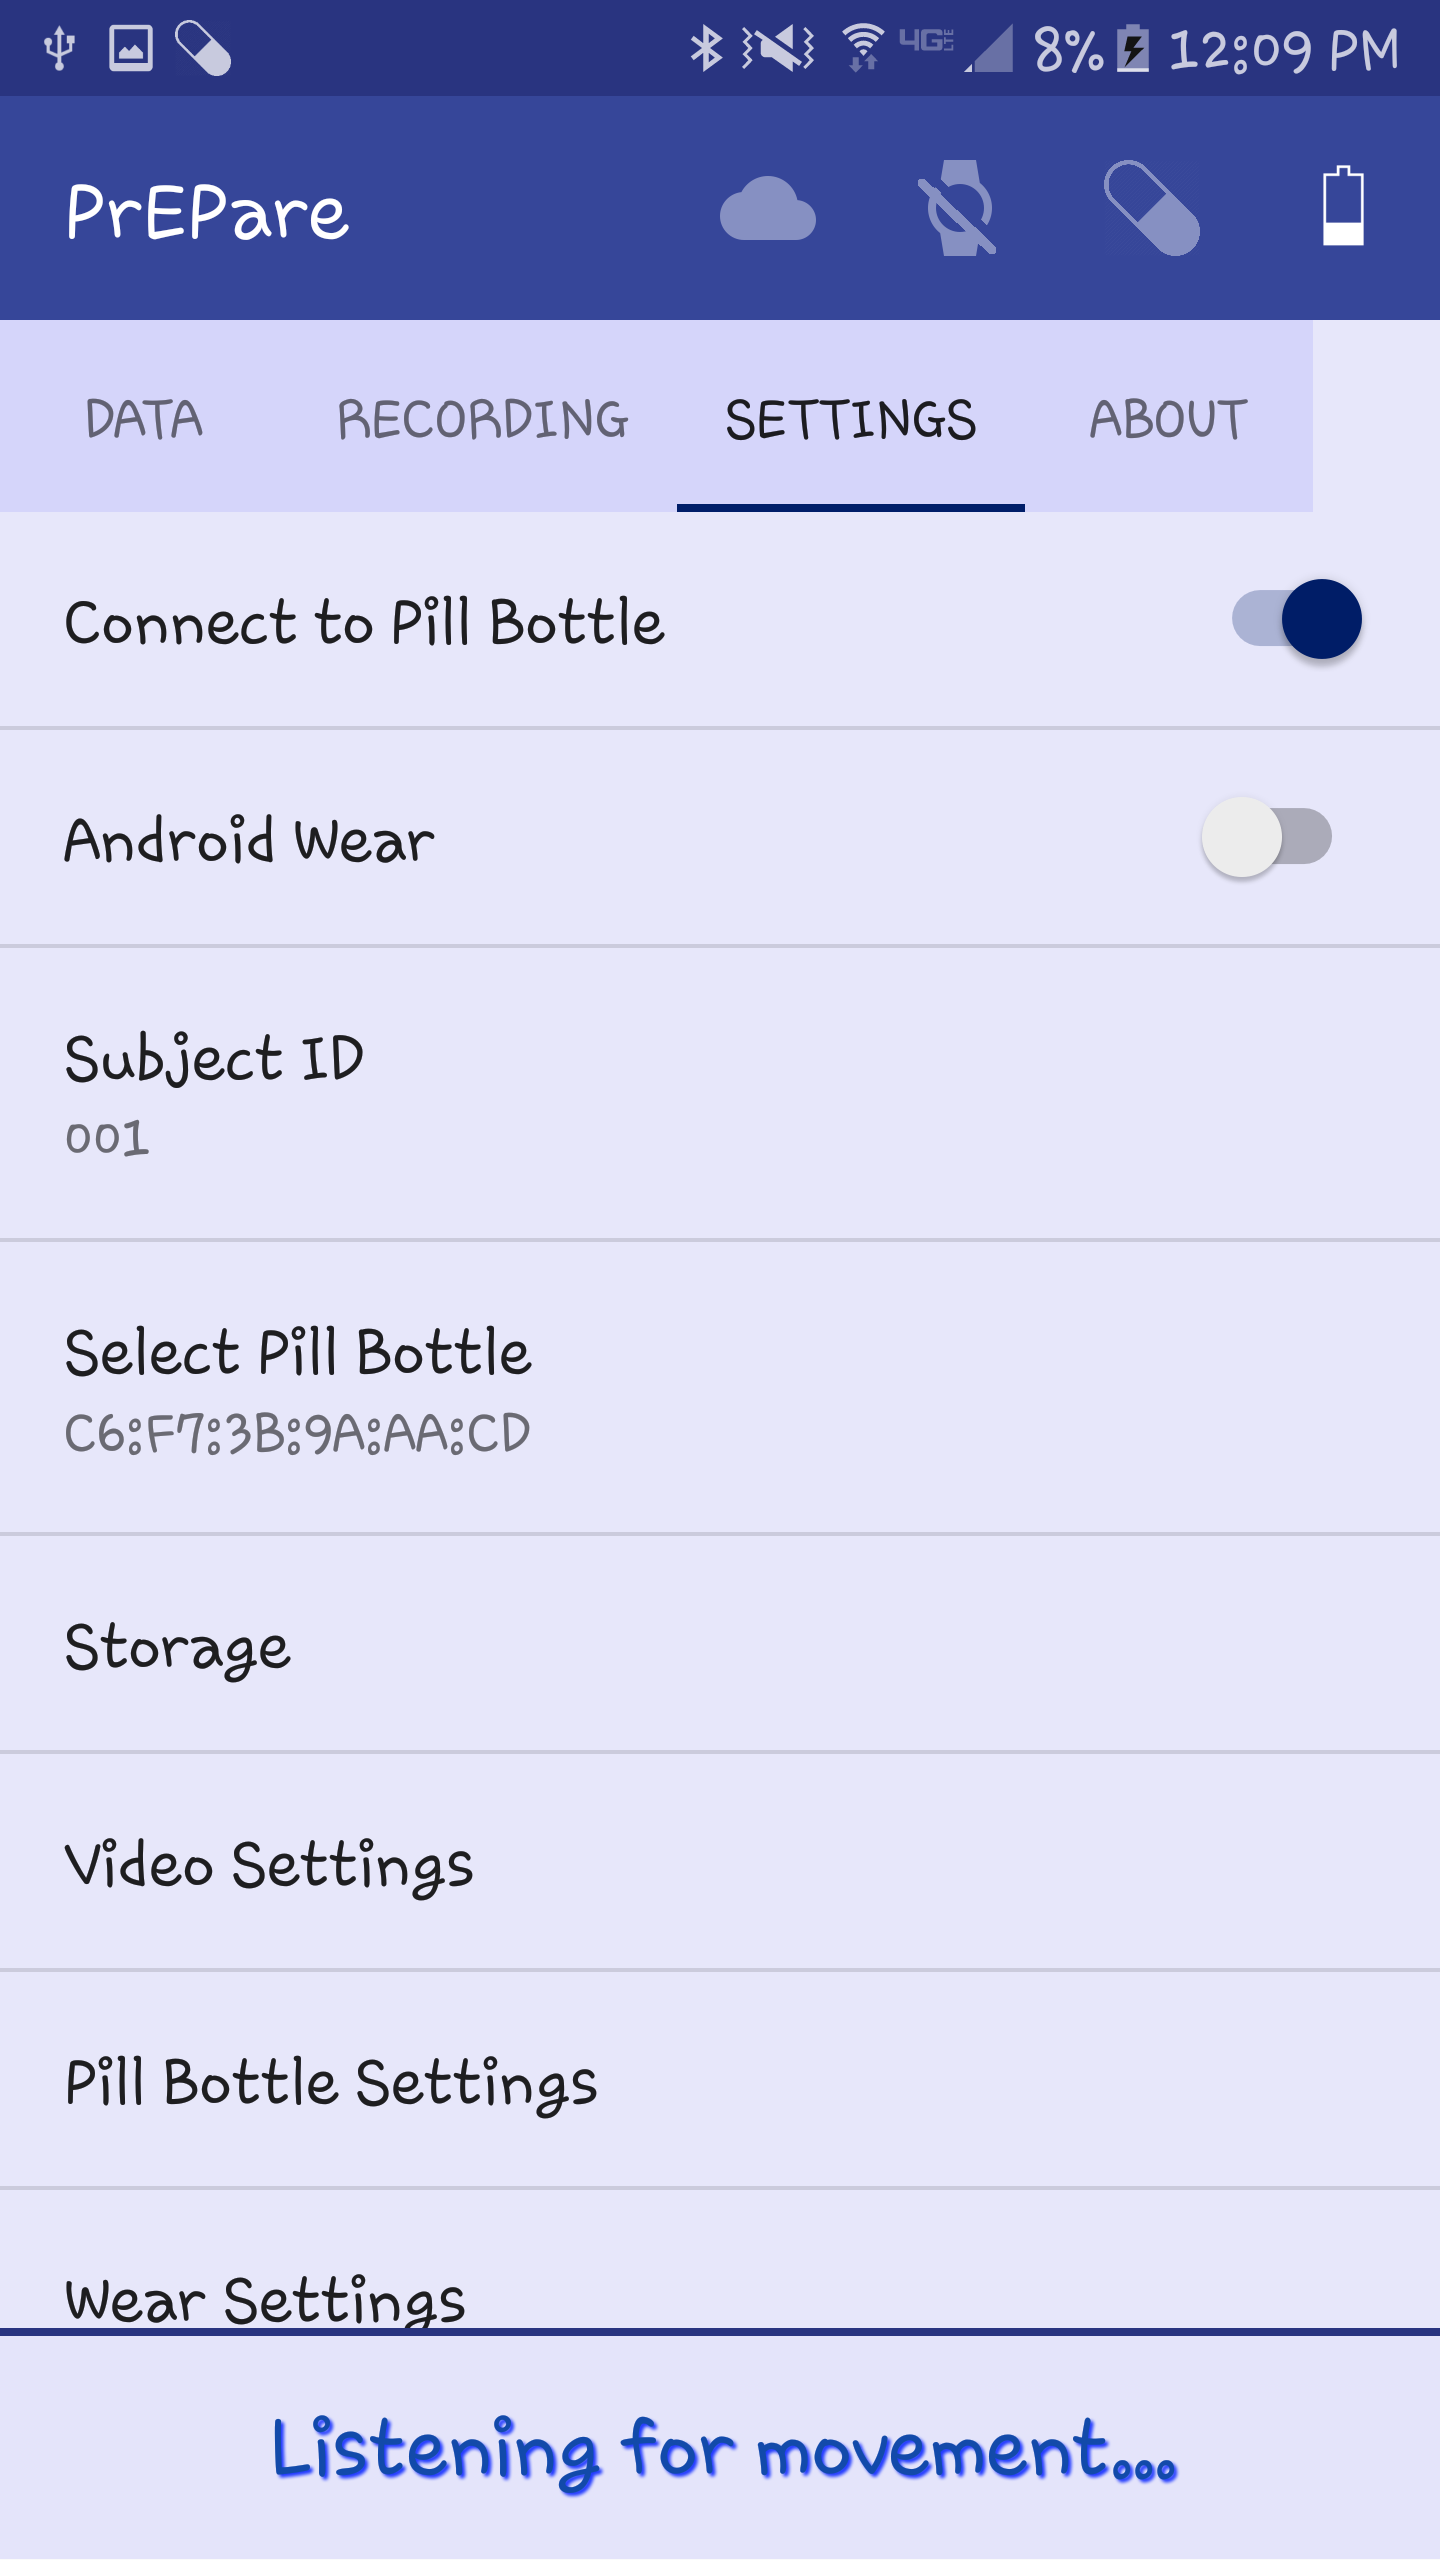 4G LTE 8% 12:09 PM
PrEPare
DATA RECORDING SETTINGS ABOUT
Connect to Pill Bottle
Android Wear
Subject ID
001
Select Pill Bottle
C6:F7:3B:9A:AA:CD
Storage
Video Settings
Pill Bottle Settings
Wear Settings
Listening for movement...